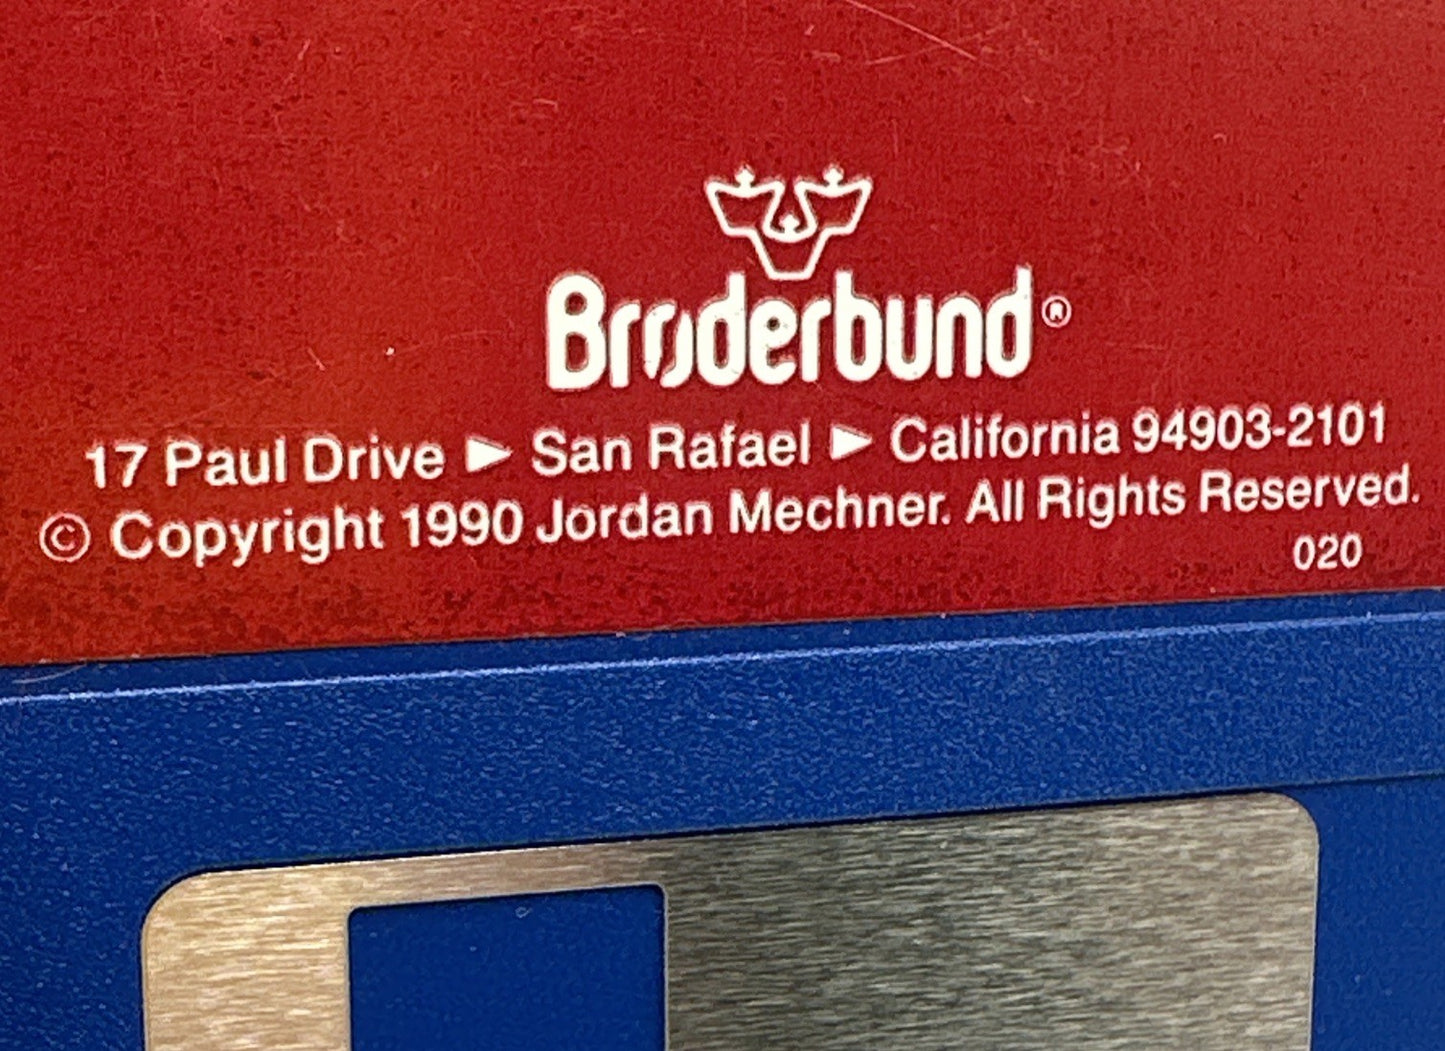 Brøderbund®
17 Paul Drive ► San Rafael ► California 94903-2101
© Copyright 1990 Jordan Mechner. All Rights Reserved.
020